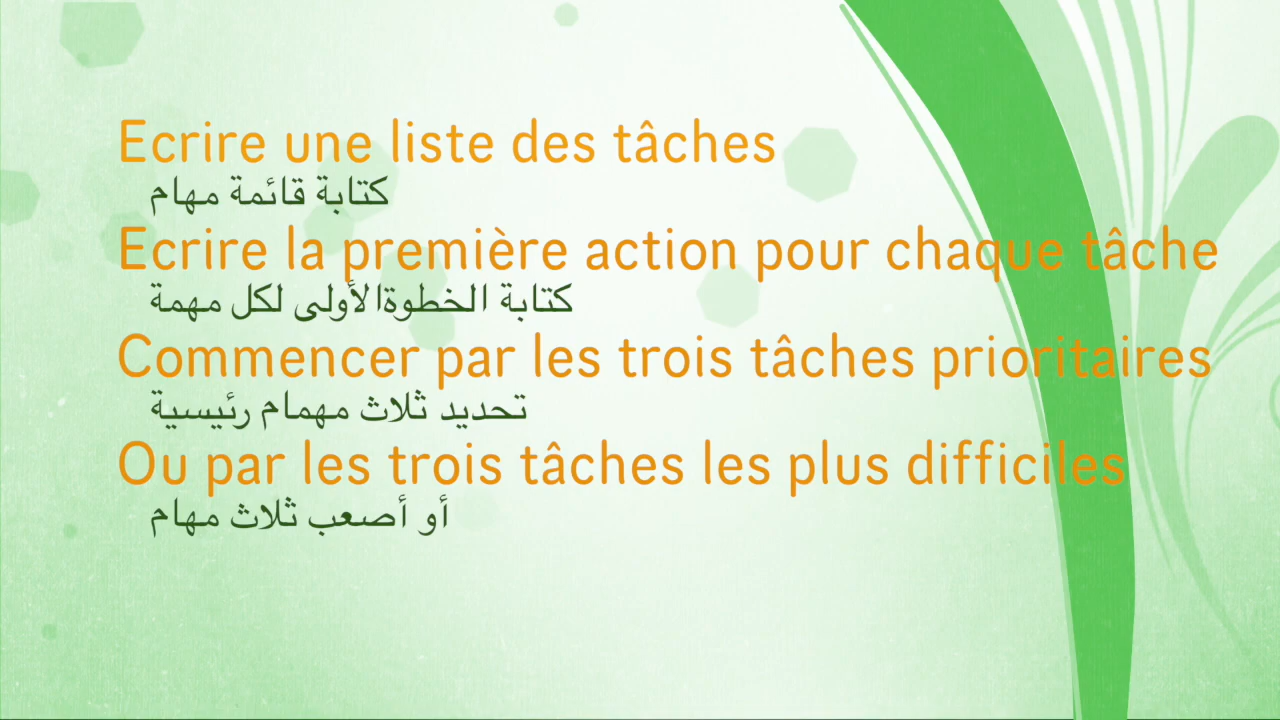 Ecrire une liste des tâches
كتابة قائمة مهام
Ecrire la première action pour chaque tâche
كتابة الخطوةالأولى لكل مهمة
Commencer par les trois tâches prioritaires
تحديد ثلاث مهمام رئيسية
Ou par les trois tâches les plus difficiles
أو أصعب ثلاث مهام